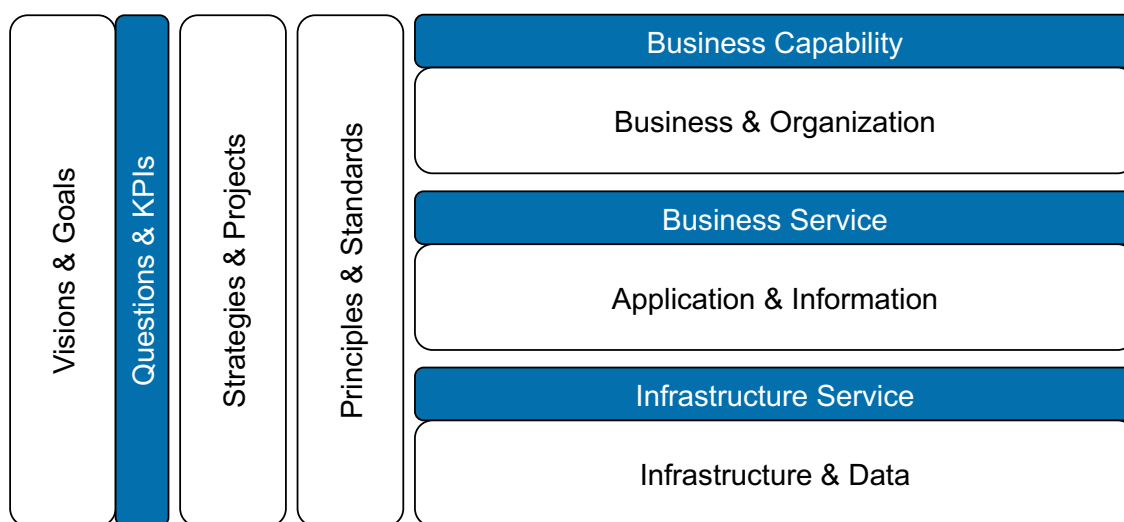 Visions & Goals
Questions & KPIs
Strategies & Projects
Principles & Standards
Business Capability
Business & Organization
Business Service
Application & Information
Infrastructure Service
Infrastructure & Data